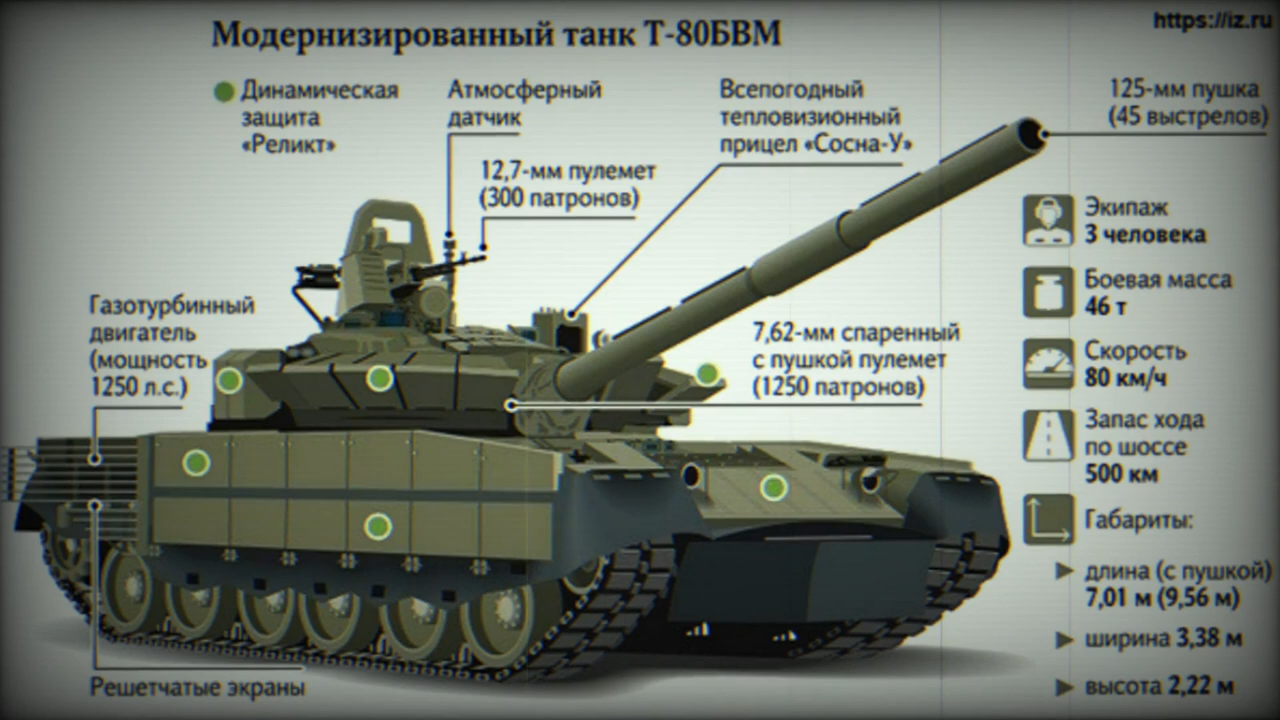 https://iz.ru
Модернизированный танк Т-80БВМ
Динамическая
защита
«Реликт»
Атмосферный
датчик
12,7-мм пулемет
(300 патронов)
Всепогодный
тепловизионный
прицел «Сосна-У»
125-мм пушка
(45 выстрелов)
Газотурбинный
двигатель
(мощность
1250 л.с.)
7,62-мм спаренный
с пушкой пулемет
(1250 патронов)
Решетчатые экраны
Экипаж
3 человека
Боевая масса
46 т
Скорость
80 км/ч
Запас хода
по шоссе
500 км
Габариты:
длина (с пушкой)
7,01 м (9,56 м)
ширина 3,38 м
высота 2,22 м